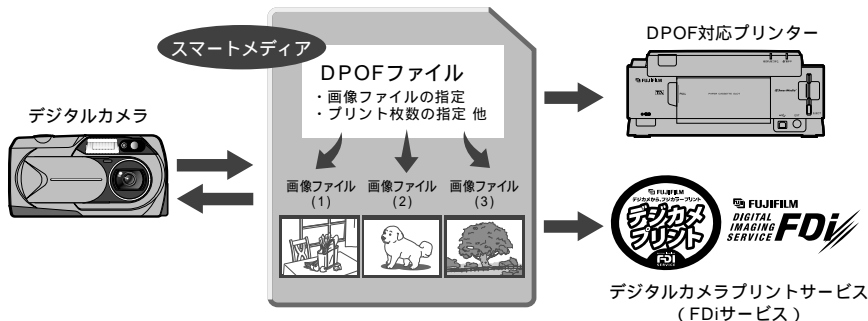 スマートメディア
DPOFファイル
・画像ファイルの指定
・プリント枚数の指定 他
デジタルカメラ
画像ファイル
(1)
画像ファイル
(2)
画像ファイル
(3)
DPOF対応プリンター
FUJIFILM
FUJIFILM
デジカメから、フジカラープリント
デジカメ
プリント
FDi
SERVICE
FUJIFILM
DIGITAL
IMAGING
SERVICE
FDi
デジタルカメラプリントサービス
(FDiサービス)